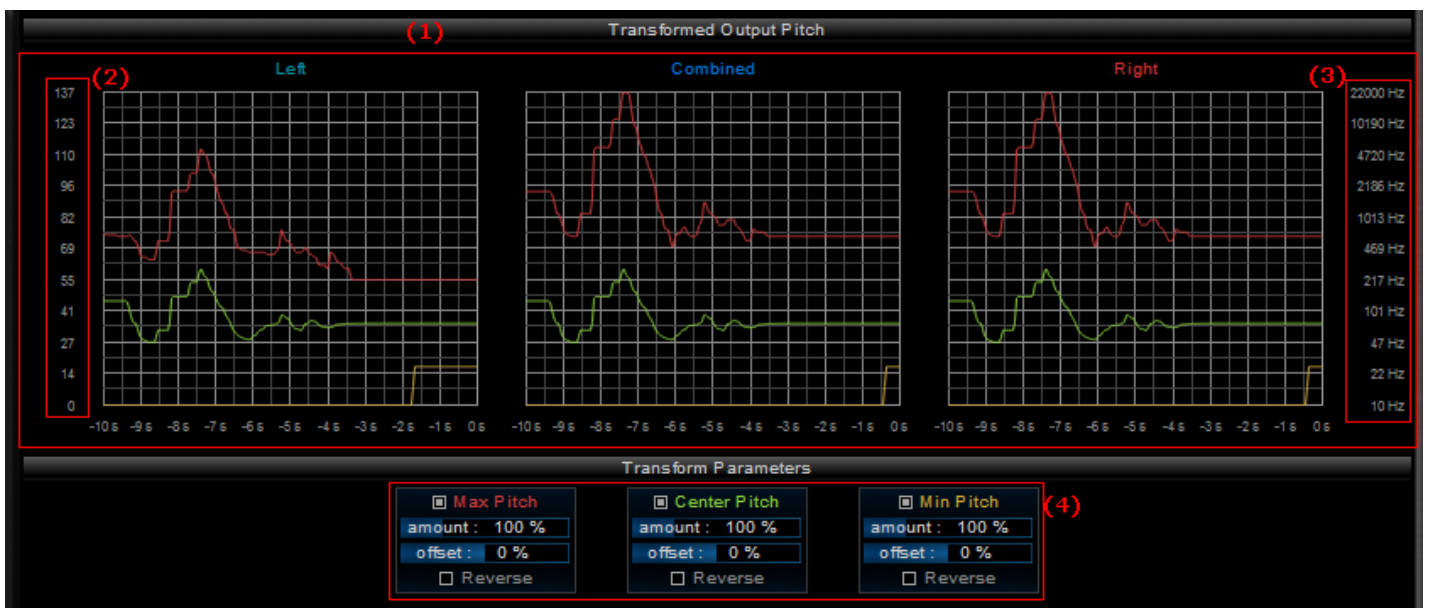 (1) Transformed Output Pitch
Left Combined Right
(2) (3)
137 22000 Hz
123 10190 Hz
110 4720 Hz
96 2186 Hz
82 1013 Hz
69 469 Hz
55 217 Hz
41 101 Hz
27 47 Hz
14 22 Hz
0 10 Hz
-10 s -9 s -8 s -7 s -6 s -5 s -4 s -3 s -2 s -1 s 0 s -10 s -9 s -8 s -7 s -6 s -5 s -4 s -3 s -2 s -1 s 0 s -10 s -9 s -8 s -7 s -6 s -5 s -4 s -3 s -2 s -1 s 0 s
Transform Parameters
Max Pitch Center Pitch Min Pitch (4)
amount : 100 % amount : 100 % amount : 100 %
offset : 0 % offset : 0 % offset : 0 %
Reverse Reverse Reverse